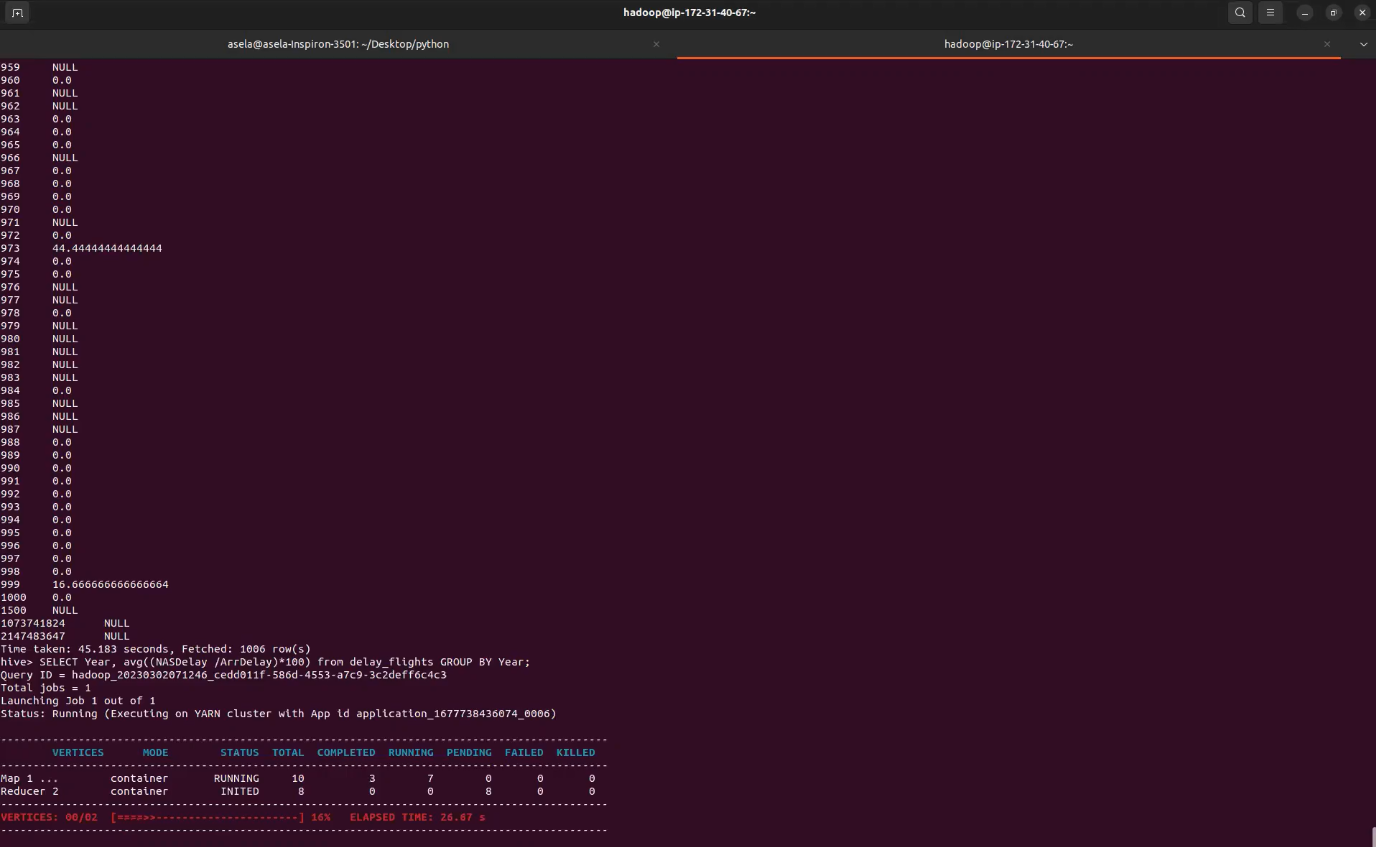 hadoop@ip-172-31-40-67:~
asela@asela-Inspiron-3501: ~/Desktop/python
hadoop@ip-172-31-40-67:~
959 NULL
960 0.0
961 NULL
962 NULL
963 0.0
964 0.0
965 0.0
966 NULL
967 0.0
968 0.0
969 0.0
970 0.0
971 NULL
972 0.0
973 44.44444444444444
974 0.0
975 0.0
976 NULL
977 NULL
978 0.0
979 NULL
980 NULL
981 NULL
982 NULL
983 NULL
984 0.0
985 NULL
986 NULL
987 NULL
988 0.0
989 0.0
990 0.0
991 0.0
992 0.0
993 0.0
994 0.0
995 0.0
996 0.0
997 0.0
998 0.0
999 16.666666666666664
1000 0.0
1500 NULL
1073741824 NULL
2147483647 NULL
Time taken: 45.183 seconds, Fetched: 1006 row(s)
hive> SELECT Year, avg((NASDelay /ArrDelay)*100) from delay_flights GROUP BY Year;
Query ID = hadoop_20230302071246_cedd011f-586d-4553-a7c9-3c2deff6c4c3
Total jobs = 1
Launching Job 1 out of 1
Status: Running (Executing on YARN cluster with App id application_1677738436074_0006)
----------------------------------------------------------------------------------------------
VERTICES MODE STATUS TOTAL COMPLETED RUNNING PENDING FAILED KILLED
----------------------------------------------------------------------------------------------
Map 1 ... container RUNNING 10 3 7 0 0 0
Reducer 2 container INITED 8 0 0 8 0 0
----------------------------------------------------------------------------------------------
VERTICES: 00/02 [====>>----------------------] 16% ELAPSED TIME: 26.87 s
----------------------------------------------------------------------------------------------